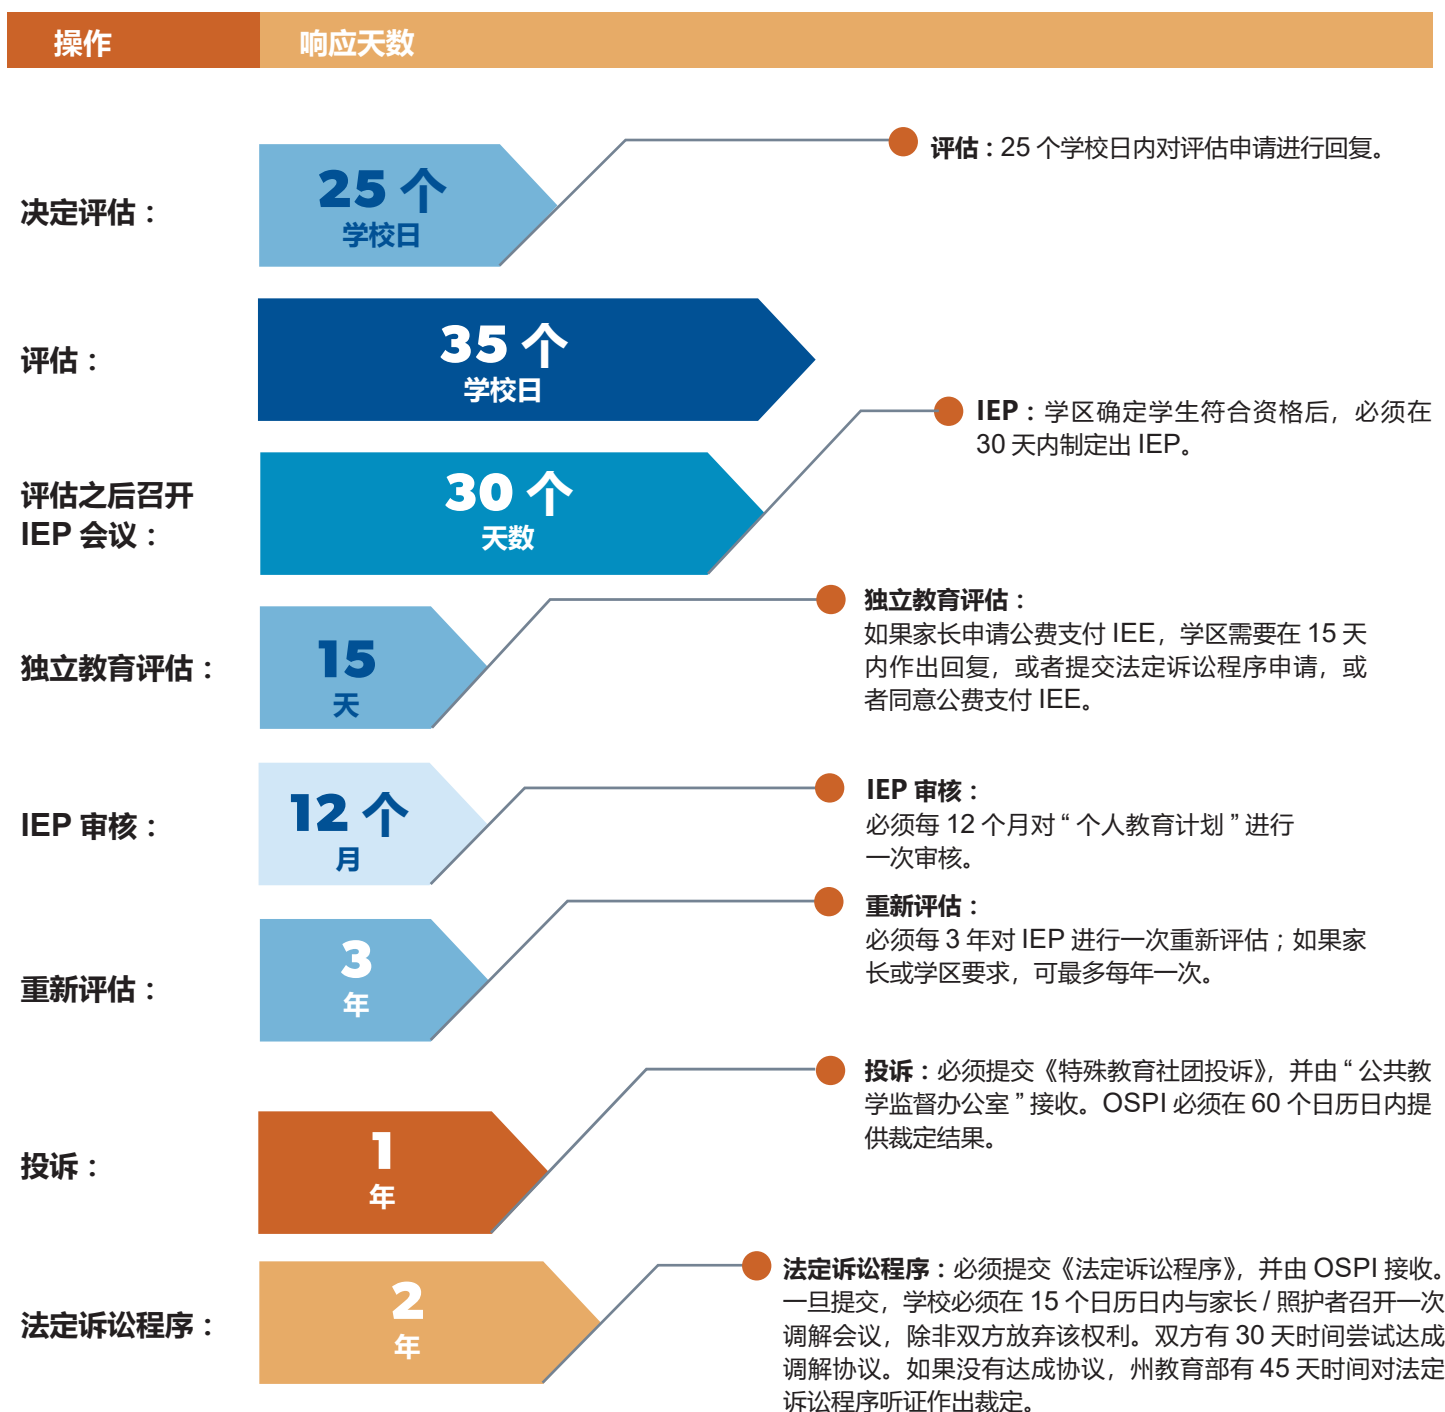 操作
响应天数
决定评估：
25 个
学校日
评估：25 个学校日内对评估申请进行回复。
评估：
35 个
学校日
评估之后召开
IEP 会议：
30 个
天数
IEP：学区确定学生符合资格后，必须在
30 天内制定出 IEP。
独立教育评估：
15
天
独立教育评估：
如果家长申请公费支付 IEE，学区需要在 15 天
内作出回复，或者提交法定诉讼程序申请，或
者同意公费支付 IEE。
IEP 审核：
12 个
月
IEP 审核：
必须每 12 个月对 “ 个人教育计划 ” 进行
一次审核。
重新评估：
3
年
重新评估：
必须每 3 年对 IEP 进行一次重新评估；如果家
长或学区要求，可最多每年一次。
投诉：
1
年
投诉：必须提交《特殊教育社团投诉》，并由 “ 公共教
学监督办公室 ” 接收。OSPI 必须在 60 个日历日内提
供裁定结果。
法定诉讼程序：
2
年
法定诉讼程序：必须提交《法定诉讼程序》，并由 OSPI 接收。
一旦提交，学校必须在 15 个日历日内与家长 / 照护者召开一次
调解会议，除非双方放弃该权利。双方有 30 天时间尝试达成
调解协议。如果没有达成协议，州教育部有 45 天时间对法定
诉讼程序听证作出裁定。